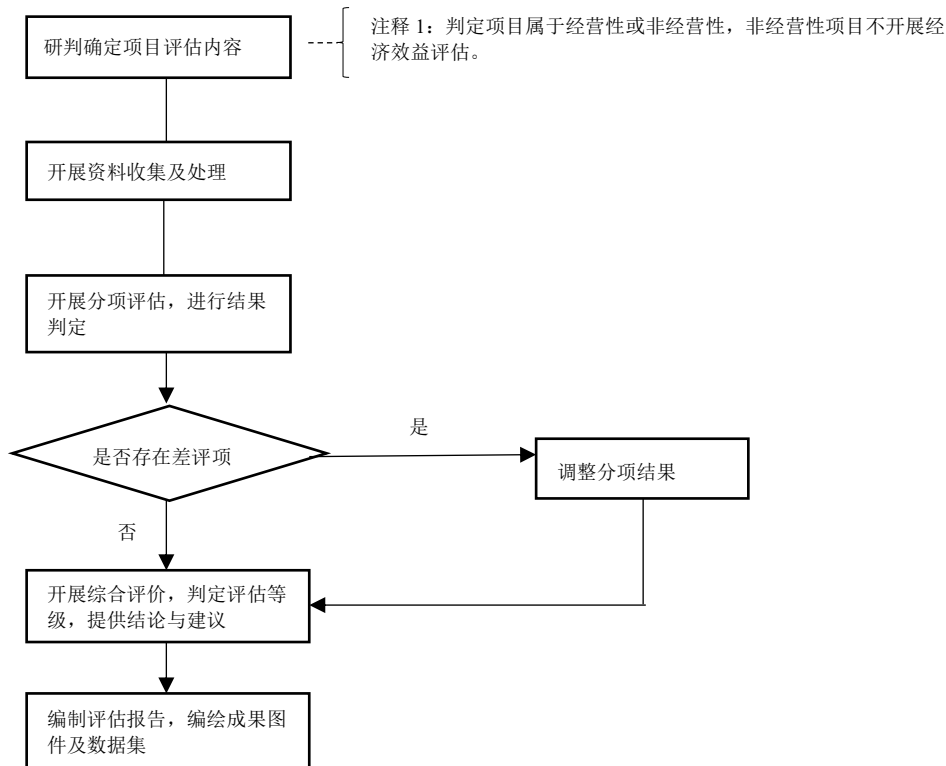 研判确定项目评估内容
注释 1：判定项目属于经营性或非经营性，非经营性项目不开展经
济效益评估。
开展资料收集及处理
开展分项评估，进行结果
判定
是否存在差评项
是
调整分项结果
否
开展综合评价，判定评估等
级，提供结论与建议
编制评估报告，编绘成果图
件及数据集